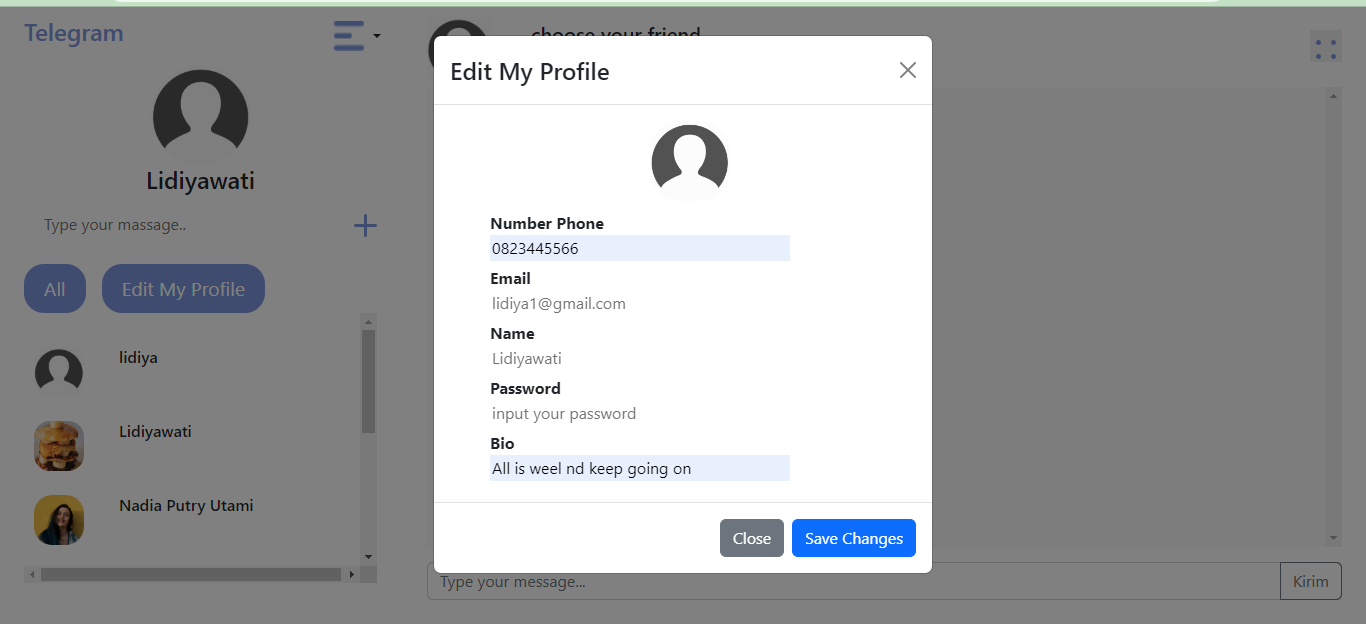 Telegram
choose your friend
Lidiyawati
Type your massage..
All
Edit My Profile
lidiya
Lidiyawati
Nadia Putry Utami
Edit My Profile
Number Phone
0823445566
Email
lidiya1@gmail.com
Name
Lidiyawati
Password
input your password
Bio
All is weel nd keep going on
Close
Save Changes
Type your message...
Kirim